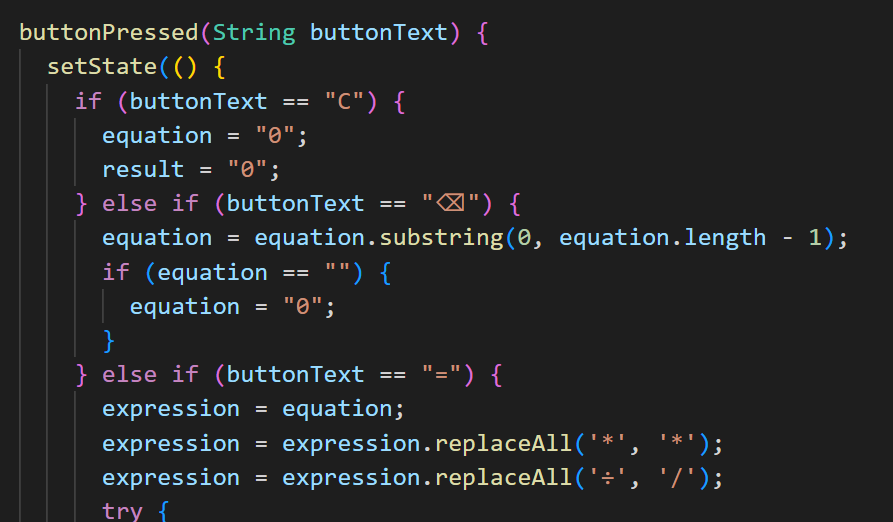 buttonPressed(String buttonText) {
setState(() {
if (buttonText == "C") {
equation = "0";
result = "0";
} else if (buttonText == "⌫") {
equation = equation.substring(0, equation.length - 1);
if (equation == "") {
equation = "0";
}
} else if (buttonText == "=") {
expression = equation;
expression = expression.replaceAll('*', '*');
expression = expression.replaceAll('÷', '/');
try {